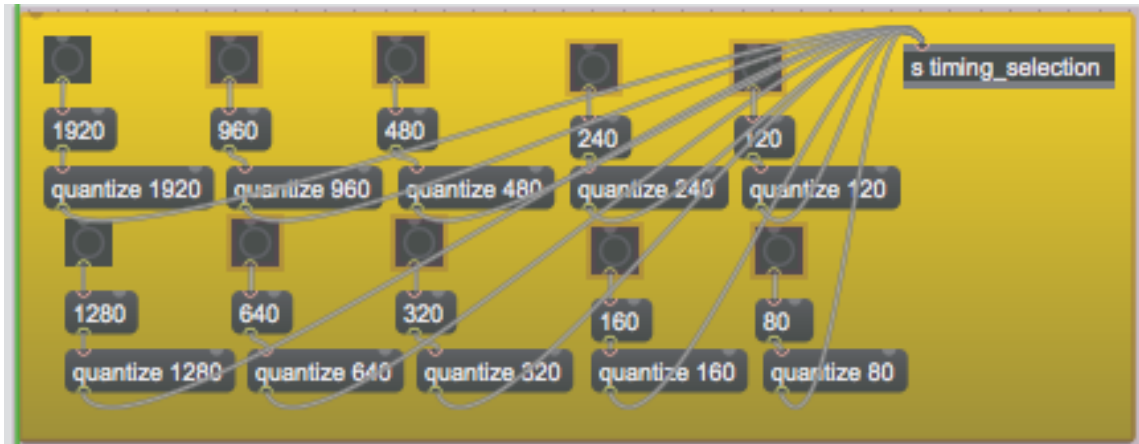 s timing_selection
1920 960 480 240 120
quantize 1920 quantize 960 quantize 480 quantize 240 quantize 120
1280 640 320 160 80
quantize 1280 quantize 640 quantize 320 quantize 160 quantize 80